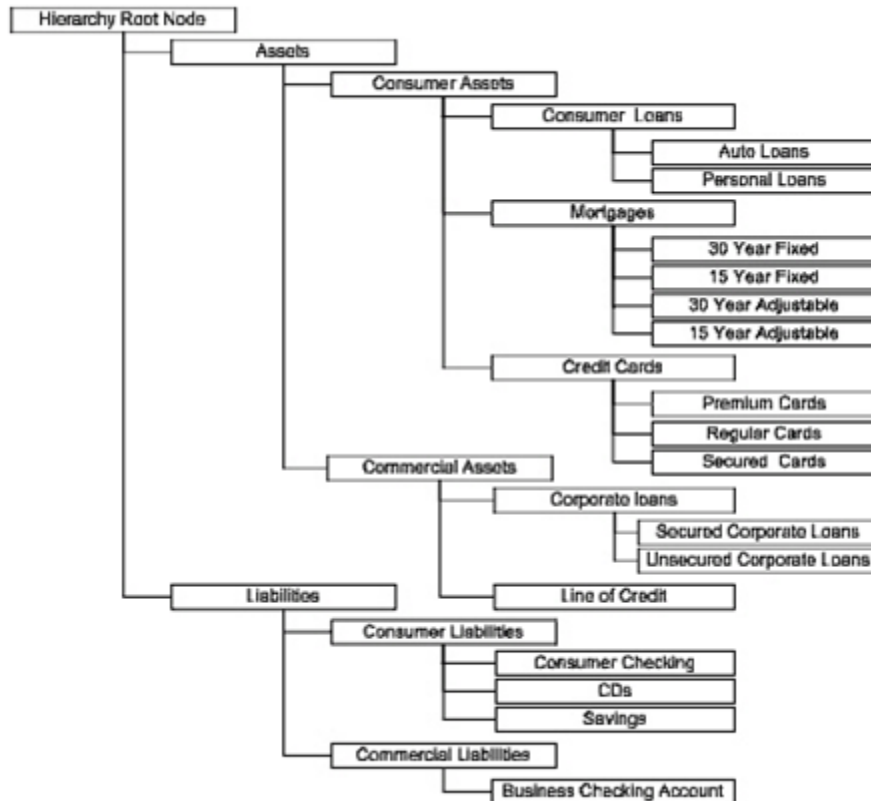 Hierarchy Root Node
Assets
Consumer Assets
Consumer Loans
Auto Loans
Personal Loans
Mortgages
30 Year Fixed
15 Year Fixed
30 Year Adjustable
15 Year Adjustable
Credit Cards
Premium Cards
Regular Cards
Secured Cards
Commercial Assets
Corporate loans
Secured Corporate Loans
Unsecured Corporate Loans
Line of Credit
Liabilities
Consumer Liabilities
Consumer Checking
CDs
Savings
Commercial Liabilities
Business Checking Account